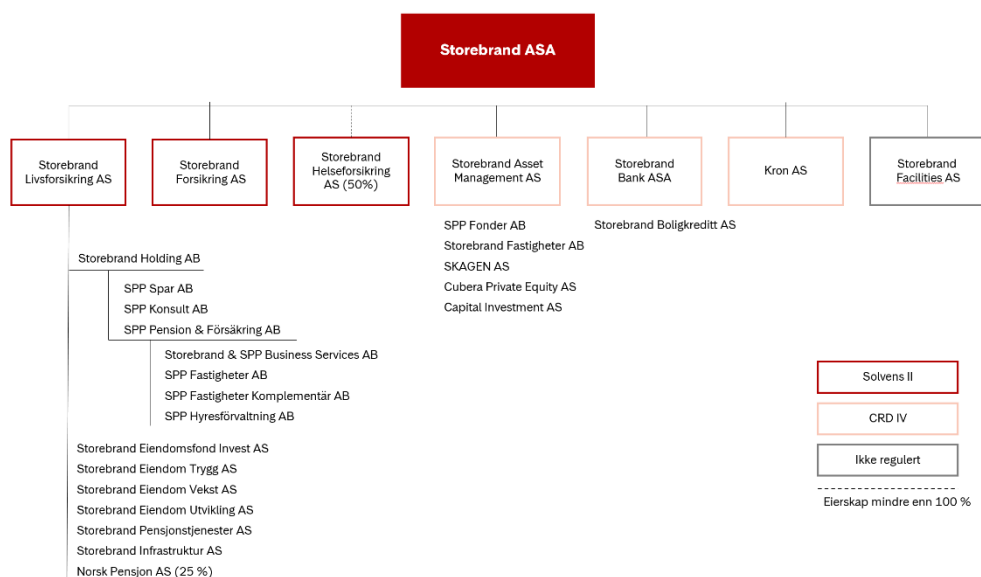 Storebrand ASA
Storebrand
Livsforsikring AS
Storebrand
Forsikring AS
Storebrand
Helseforsikring
AS (50%)
Storebrand Asset
Management AS
Storebrand
Bank ASA
Kron AS
Storebrand
Facilities AS
SPP Fonder AB
Storebrand Fastigheter AB
SKAGEN AS
Cubera Private Equity AS
Capital Investment AS
Storebrand Boligkreditt AS
Storebrand Holding AB
SPP Spar AB
SPP Konsult AB
SPP Pension & Försäkring AB
Storebrand & SPP Business Services AB
SPP Fastigheter AB
SPP Fastigheter Komplementär AB
SPP Hyresförvaltning AB
Storebrand Eiendomsfond Invest AS
Storebrand Eiendom Trygg AS
Storebrand Eiendom Vekst AS
Storebrand Eiendom Utvikling AS
Storebrand Pensjonstjenester AS
Storebrand Infrastruktur AS
Norsk Pensjon AS (25 %)
Solvens II
CRD IV
Ikke regulert
Eierskap mindre enn 100 %